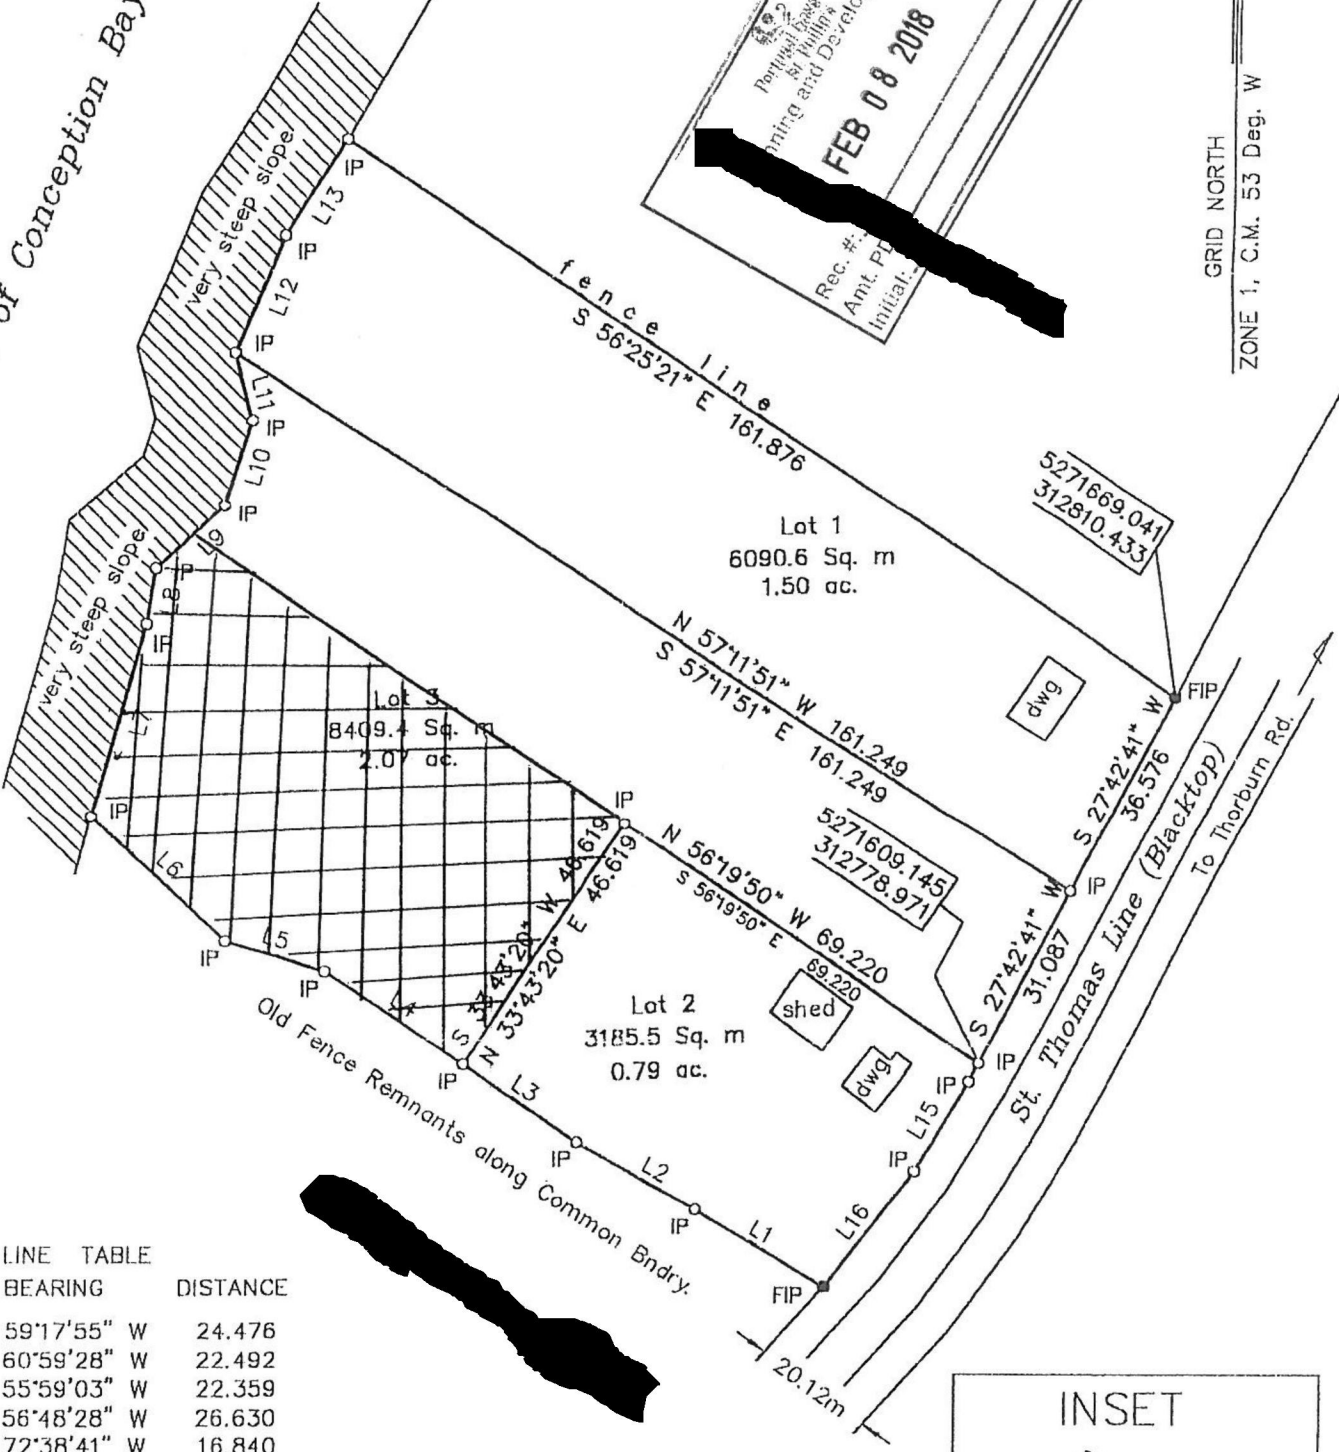 of Conception Bay
Portugal Cove
St. Philip's
FEB 08 2018
Rec. #:
Initial:
GRID NORTH
ZONE 1, C.M. 53 Deg. W
very steep slope
IP
L13
IP
L12
IP
L11
IP
L10
IP
L9
IP
L8
IP
very steep slope
L7
IP
L6
IP
L5
IP
L4
IP
fence line
S 56°25'21" E 161.876
5271669.041
312810.433
Lot 1
6090.6 Sq. m
1.50 ac.
dwg
FIP
N 57°11'51" W 161.249
S 57°11'51" E 161.249
S 27°42'41" W
36.576
IP
Lot 3
8409.4 Sq. m
2.07 ac.
IP
S 33°43'20" W 46.619
N 33°43'20" E 46.619
N 56°19'50" W 69.220
S 56°19'50" E
69.220
5271609.145
312778.971
S 27°42'41" W
31.087
St. Thomas Line (Blacktop)
To Thorburn Rd.
Lot 2
3185.5 Sq. m
0.79 ac.
shed
dwg
IP
IP
L15
IP
L16
L3
IP
L2
IP
L1
FIP
Old Fence Remnants along Common Bndry.
20.12m
LINE TABLE
BEARING DISTANCE
59°17'55" W 24.476
60°59'28" W 22.492
55°59'03" W 22.359
56°48'28" W 26.630
72°38'41" W 16.840
INSET